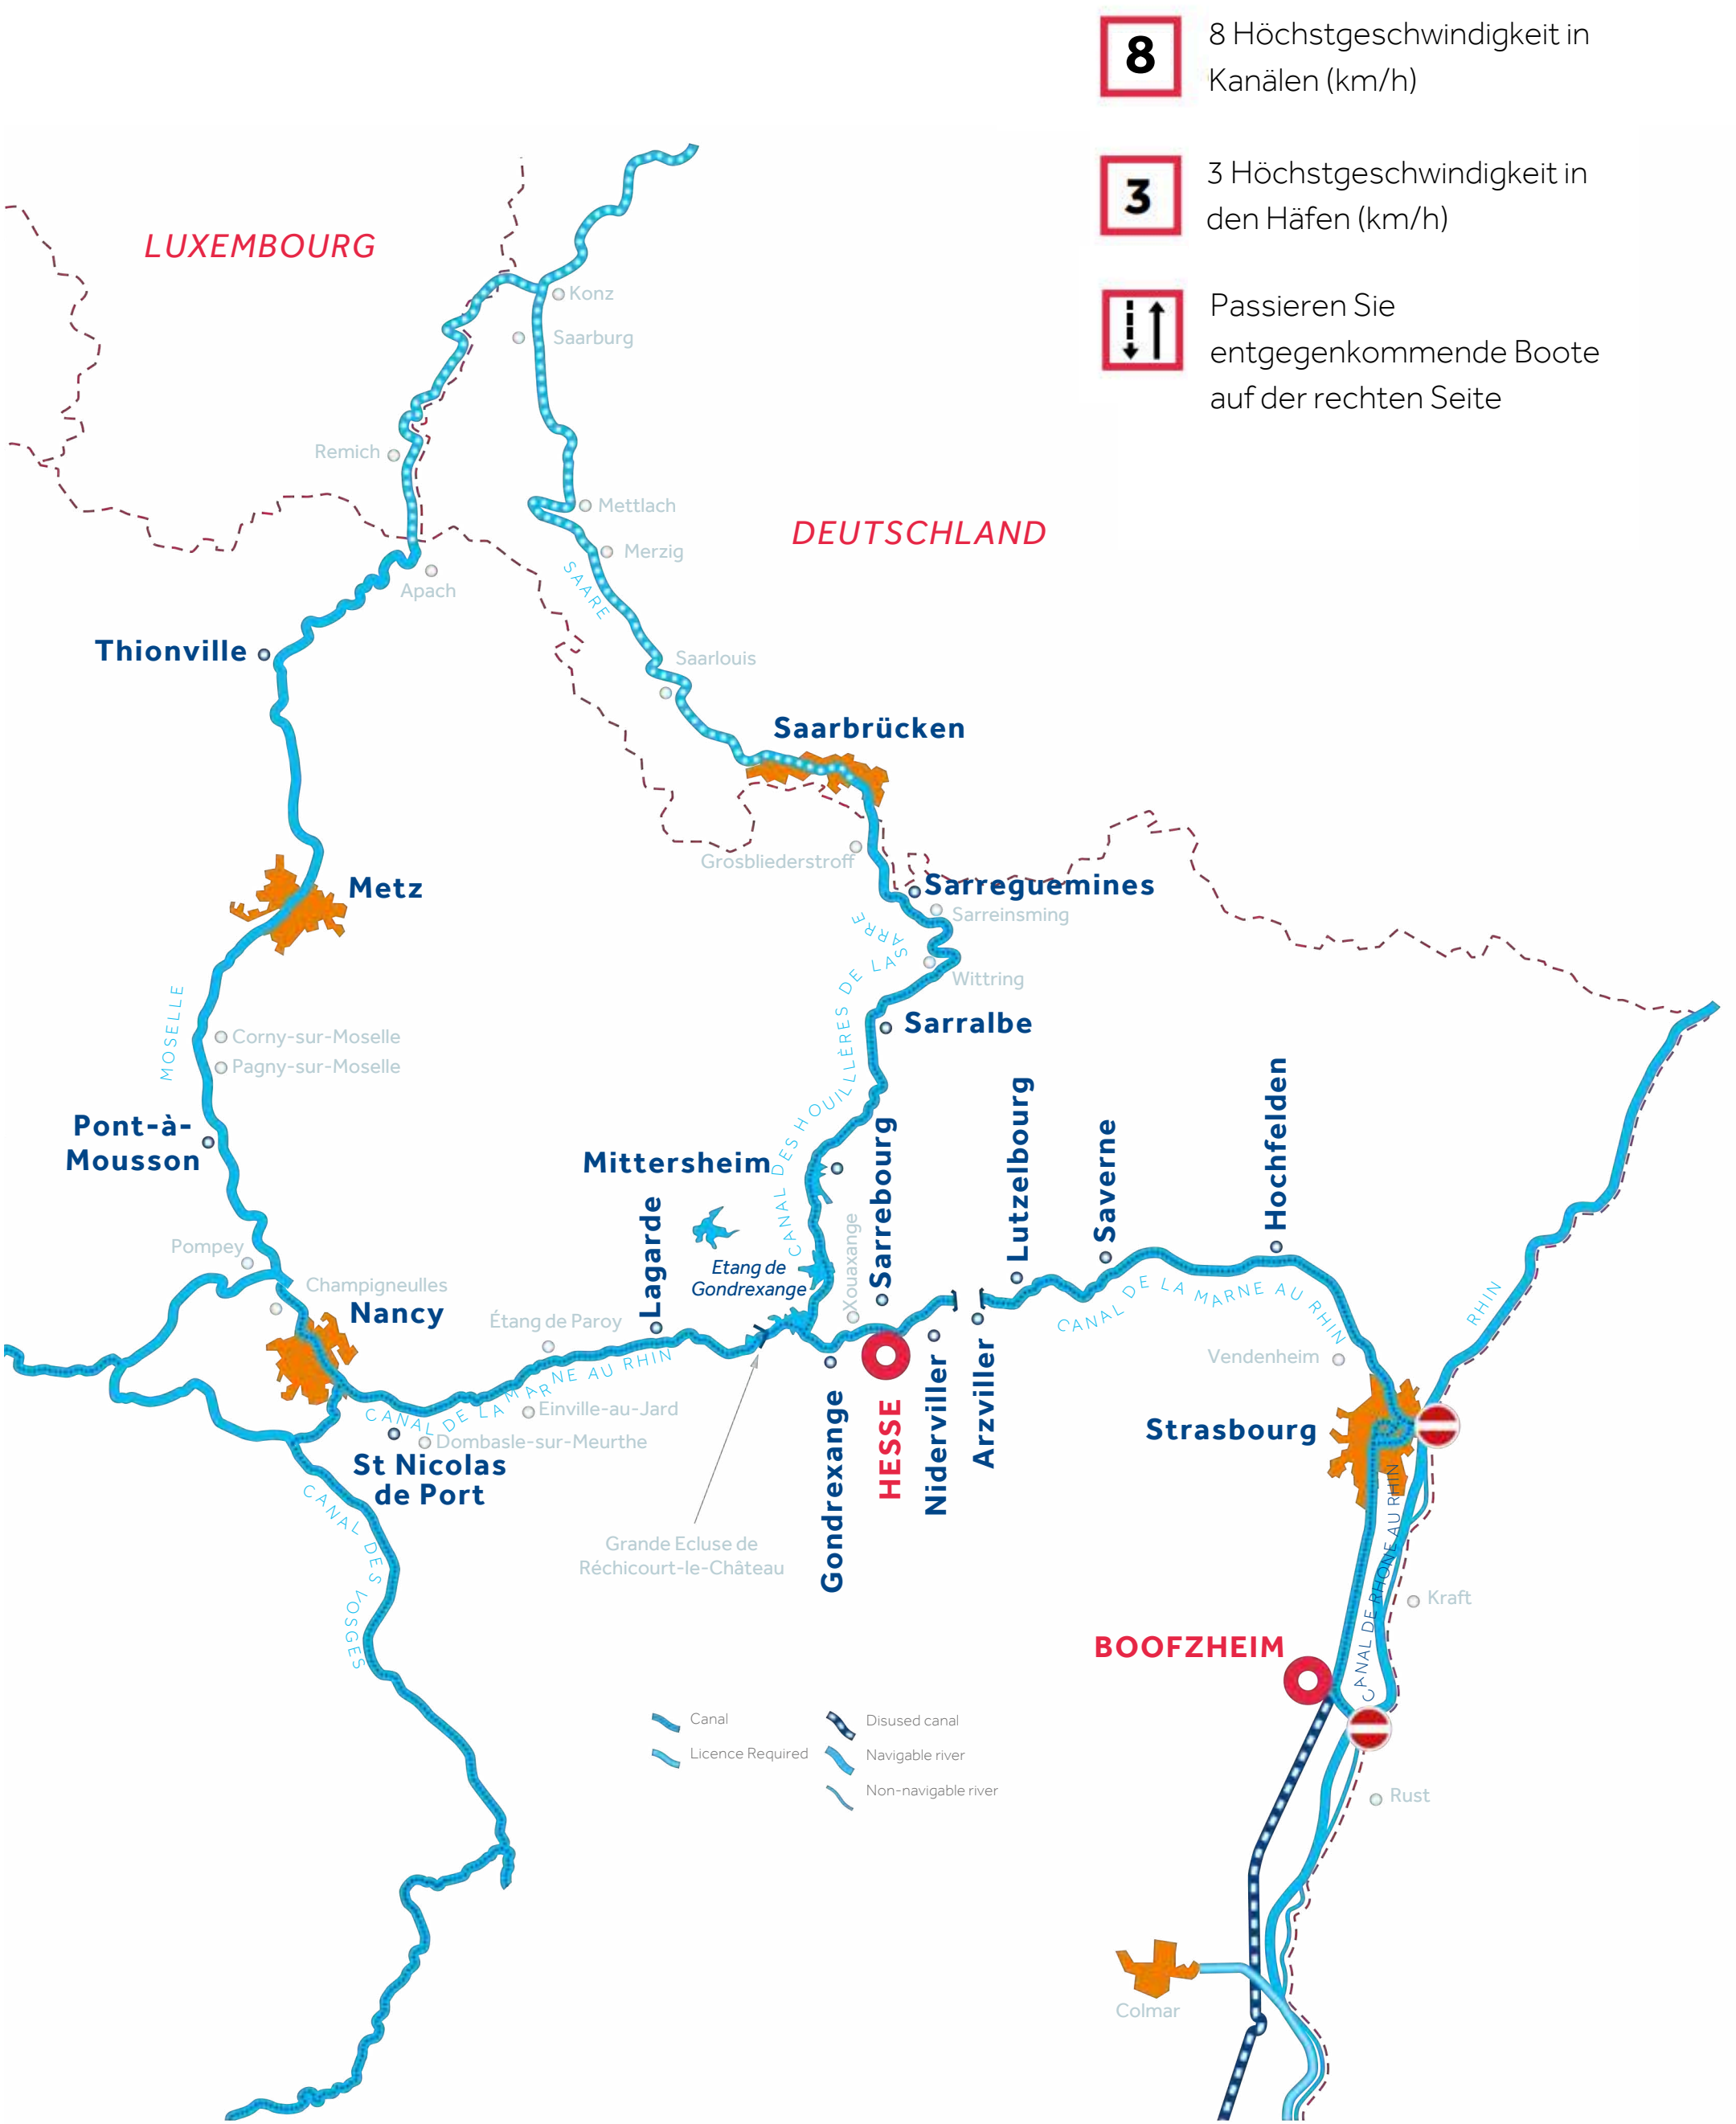 8
8 Höchstgeschwindigkeit in
Kanälen (km/h)
3
3 Höchstgeschwindigkeit in
den Häfen (km/h)
Passieren Sie
entgegenkommende Boote
auf der rechten Seite
LUXEMBOURG
Konz
Saarburg
Remich
Mettlach
DEUTSCHLAND
Merzig
SAARE
Apach
Thionville
Saarlouis
Saarbrücken
Grosbliederstroff
Metz
Sarreguemines
Sarreinsming
Wittring
CANAL DES HOUILLÈRES DE LA SARRE
MOSELLE
Sarralbe
Corny-sur-Moselle
Pagny-sur-Moselle
Pont-à-
Mousson
Mittersheim
Lagarde
Xouaxange
Sarrebourg
Lutzelbourg
Saverne
Hochfelden
Pompey
Champigneulles
Nancy
Etang de
Gondrexange
Étang de Paroy
CANAL DE LA MARNE AU RHIN
CANAL DE LA MARNE AU RHIN
RHIN
Vendenheim
Einville-au-Jard
Dombasle-sur-Meurthe
St Nicolas
de Port
Gondrexange
HESSE
Niderviller
Arzviller
Strasbourg
CANAL DES VOSGES
Grande Ecluse de
Réchicourt-le-Château
CANAL DE RHONE AU RHIN
Kraft
BOOFZHEIM
Canal
Licence Required
Disused canal
Navigable river
Non-navigable river
Rust
Colmar